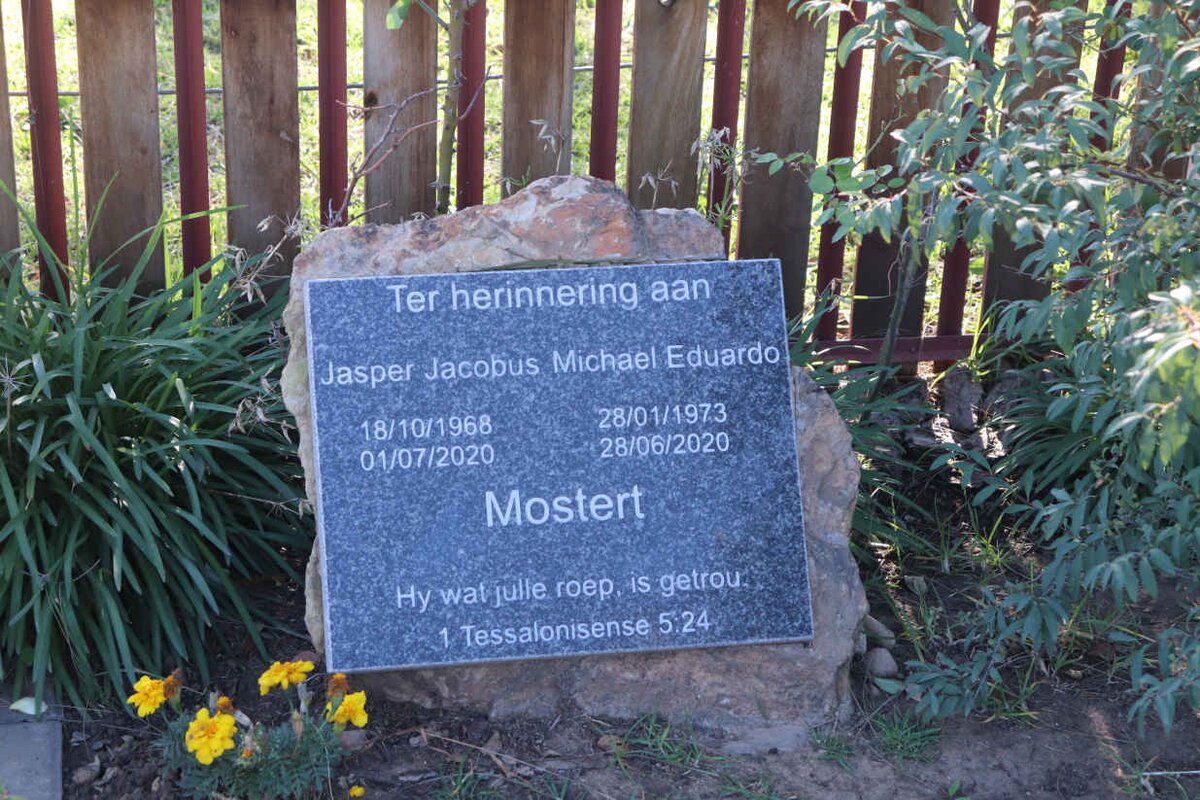 Ter herinnering aan
Jasper Jacobus Michael Eduardo
18/10/1968 28/01/1973
01/07/2020 28/06/2020
Mostert
Hy wat julle roep, is getrou.
1 Tessalonisense 5:24